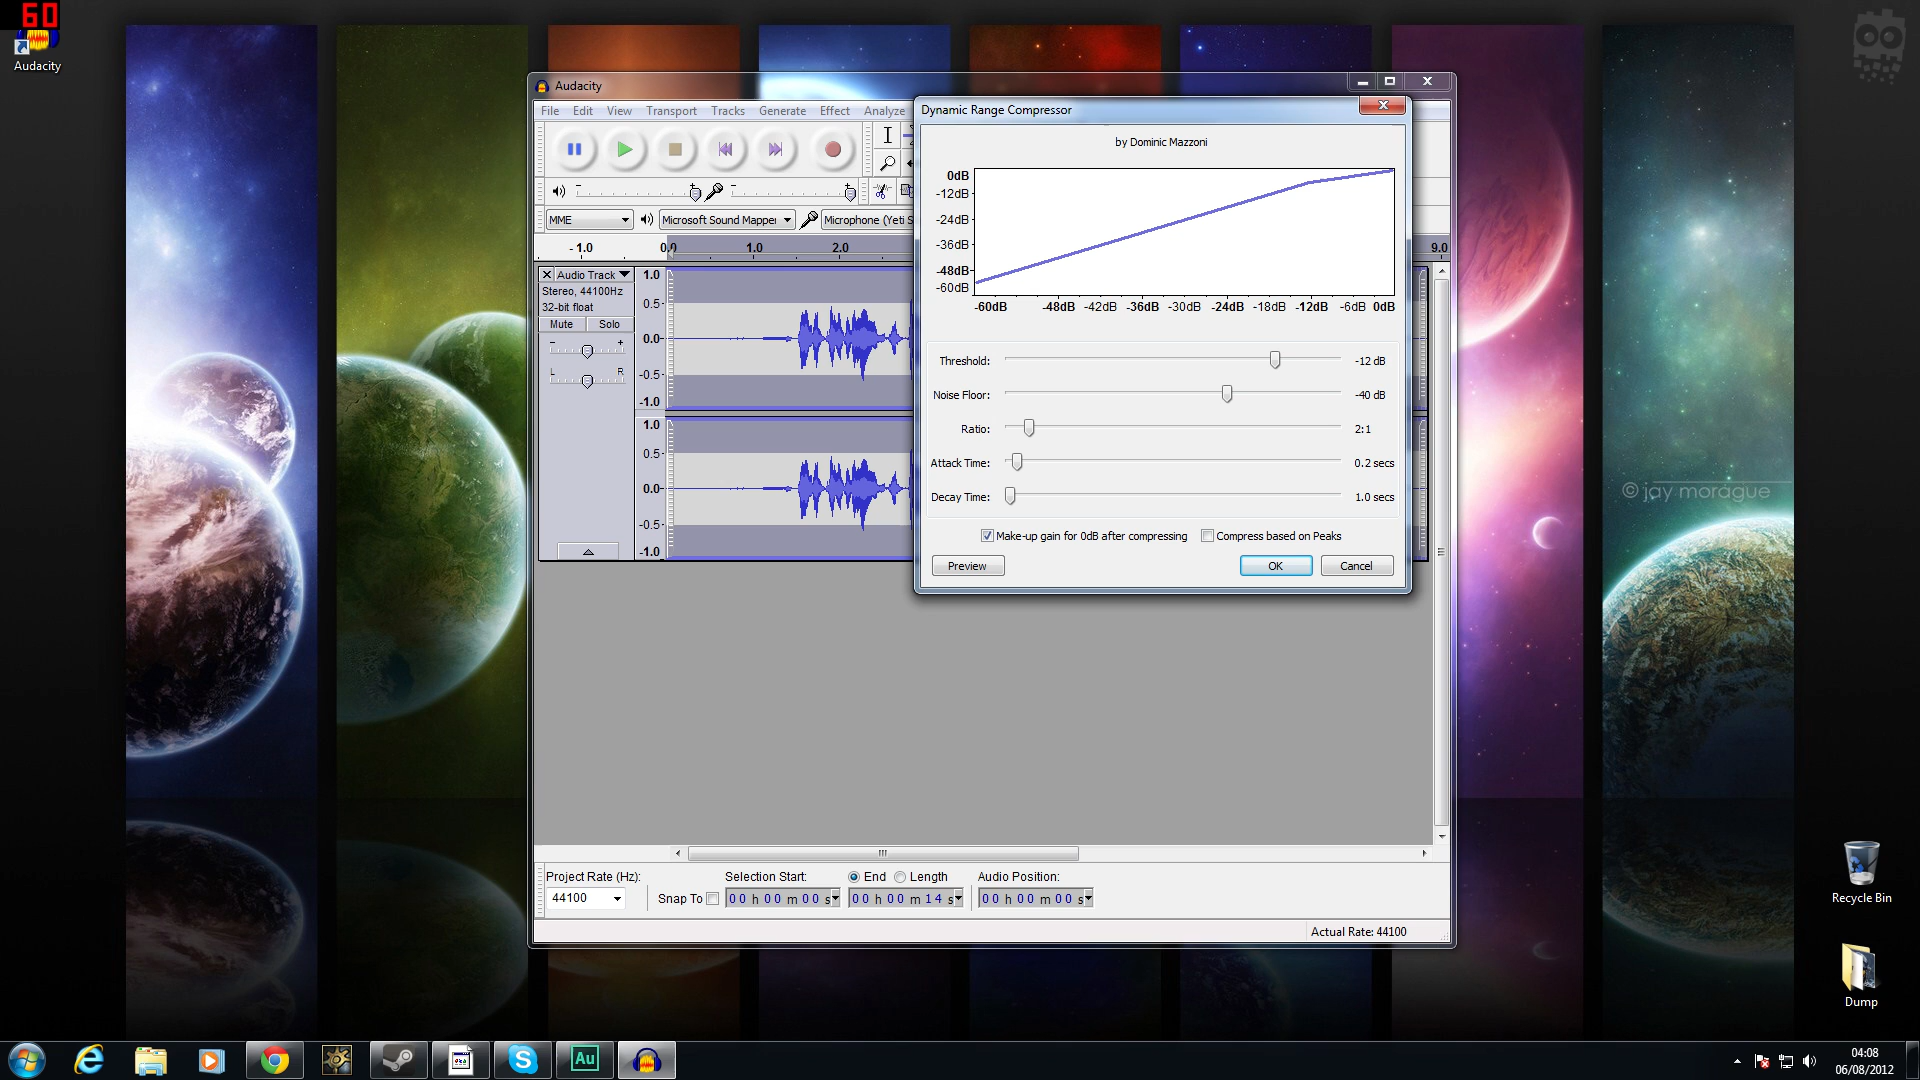 60
Audacity
Audacity
File Edit View Transport Tracks Generate Effect Analyze
MME
Microsoft Sound Mapper
Microphone (Yeti S
-1.0 0.0 1.0 2.0 9.0
Audio Track
Stereo, 44100Hz
32-bit float
Mute Solo
- +
L R
1.0
0.5
0.0
-0.5
-1.0
1.0
0.5
0.0
-0.5
-1.0
Dynamic Range Compressor
by Dominic Mazzoni
0dB
-12dB
-24dB
-36dB
-48dB
-60dB
-60dB -48dB -42dB -36dB -30dB -24dB -18dB -12dB -6dB 0dB
Threshold: -12 dB
Noise Floor: -40 dB
Ratio: 2:1
Attack Time: 0.2 secs
Decay Time: 1.0 secs
Make-up gain for 0dB after compressing Compress based on Peaks
Preview OK Cancel
© jay morague
Project Rate (Hz):
44100
Snap To
Selection Start:
00 h 00 m 00 s
End Length
00 h 00 m 14 s
Audio Position:
00 h 00 m 00 s
Actual Rate: 44100
Recycle Bin
Dump
Au
04:08
06/08/2012